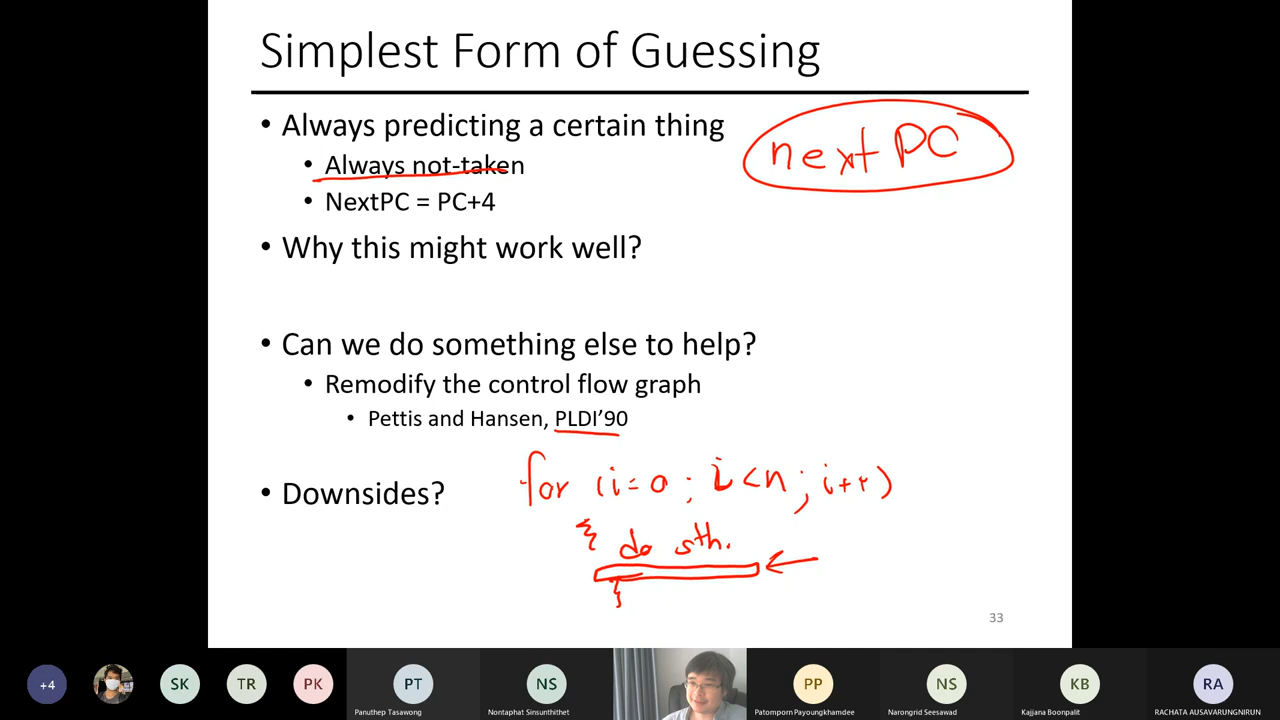 Simplest Form of Guessing
• Always predicting a certain thing
next PC
• Always not-taken
• NextPC = PC+4
• Why this might work well?
• Can we do something else to help?
• Remodify the control flow graph
• Pettis and Hansen, PLDI'90
for (i=0; i<n; i++)
• Downsides?
{ do sth.
}
33
+4
SK
TR
PK
PT
NS
PP
NS
KB
RA
Panuthep Tasawong
Nontaphat Sinsunthithet
Patomporn Payoungkhamdee
Narongrid Seesawad
Kajjana Boonpalit
RACHATA AUSAVARUNGNIRUN